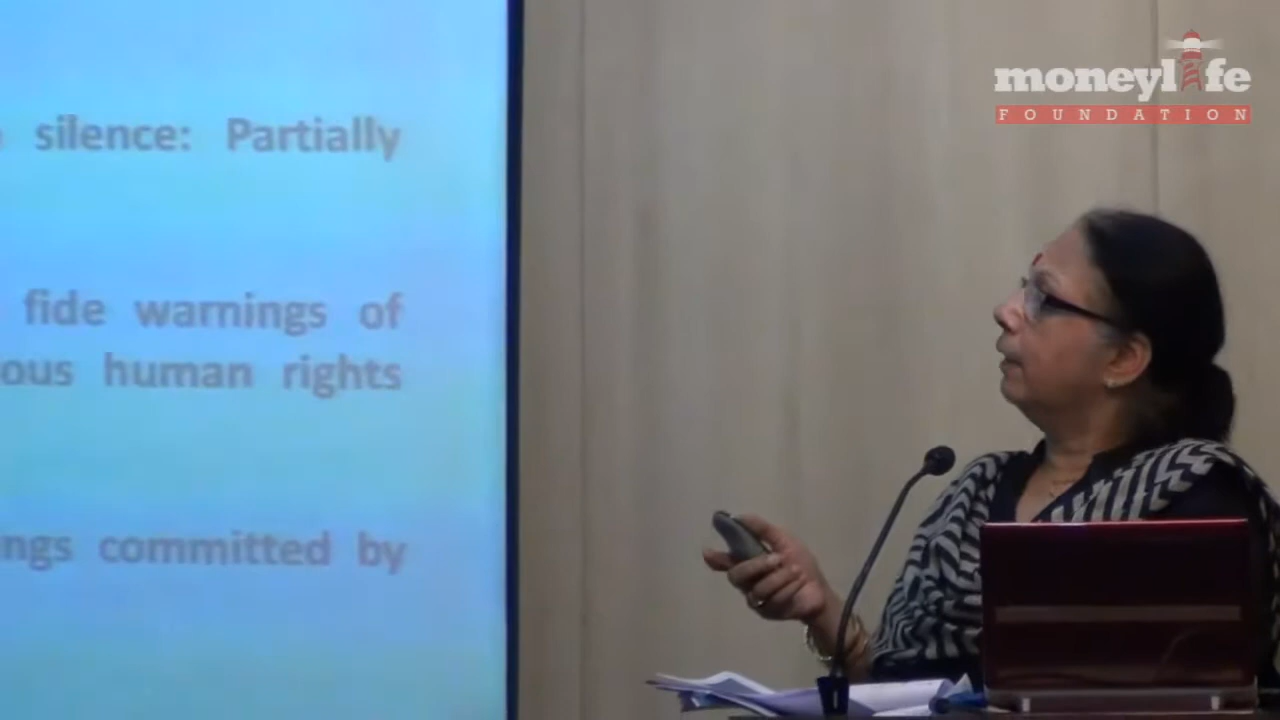 silence: Partially
fide warnings of
ous human rights
ngs committed by
moneylife
FOUNDATION